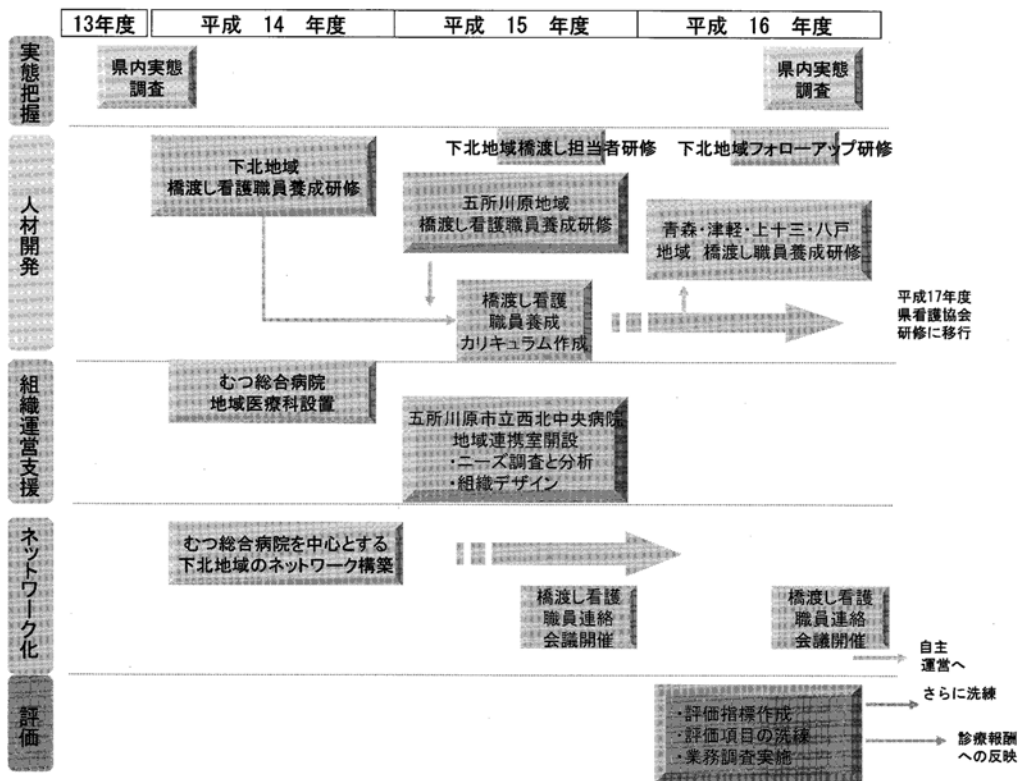 13年度
平成 14 年度
平成 15 年度
平成 16 年度
実態把握
県内実態
調査
県内実態
調査
人材開発
下北地域
橋渡し看護職員養成研修
下北地域橋渡し担当者研修
下北地域フォローアップ研修
五所川原地域
橋渡し看護職員養成研修
青森・津軽・上十三・八戸
地域 橋渡し職員養成研修
橋渡し看護
職員養成
カリキュラム作成
平成17年度
県看護協会
研修に移行
組織運営支援
むつ総合病院
地域医療科設置
五所川原市立西北中央病院
地域連携室開設
・ニーズ調査と分析
・組織デザイン
ネットワーク化
むつ総合病院を中心とする
下北地域のネットワーク構築
橋渡し看護
職員連絡
会議開催
橋渡し看護
職員連絡
会議開催
自主
運営へ
評価
・評価指標作成
・評価項目の洗練
・業務調査実施
さらに洗練
診療報酬
への反映